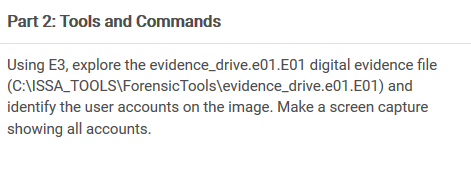 Part 2: Tools and Commands
Using E3, explore the evidence_drive.e01.E01 digital evidence file
(C:\ISSA_TOOLS\ForensicTools\evidence_drive.e01.E01) and
identify the user accounts on the image. Make a screen capture
showing all accounts.